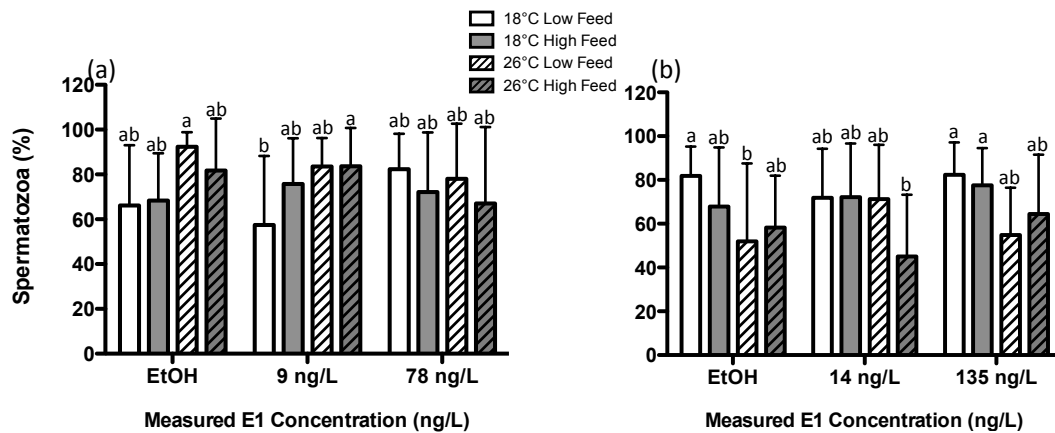 18°C Low Feed
18°C High Feed
26°C Low Feed
26°C High Feed
(a)
Spermatozoa (%)
120
100
80
60
40
20
0
ab ab a ab b ab ab a ab ab ab ab
EtOH 9 ng/L 78 ng/L
Measured E1 Concentration (ng/L)
(b)
120
100
80
60
40
20
0
a ab b ab ab ab ab b a a ab ab
EtOH 14 ng/L 135 ng/L
Measured E1 Concentration (ng/L)